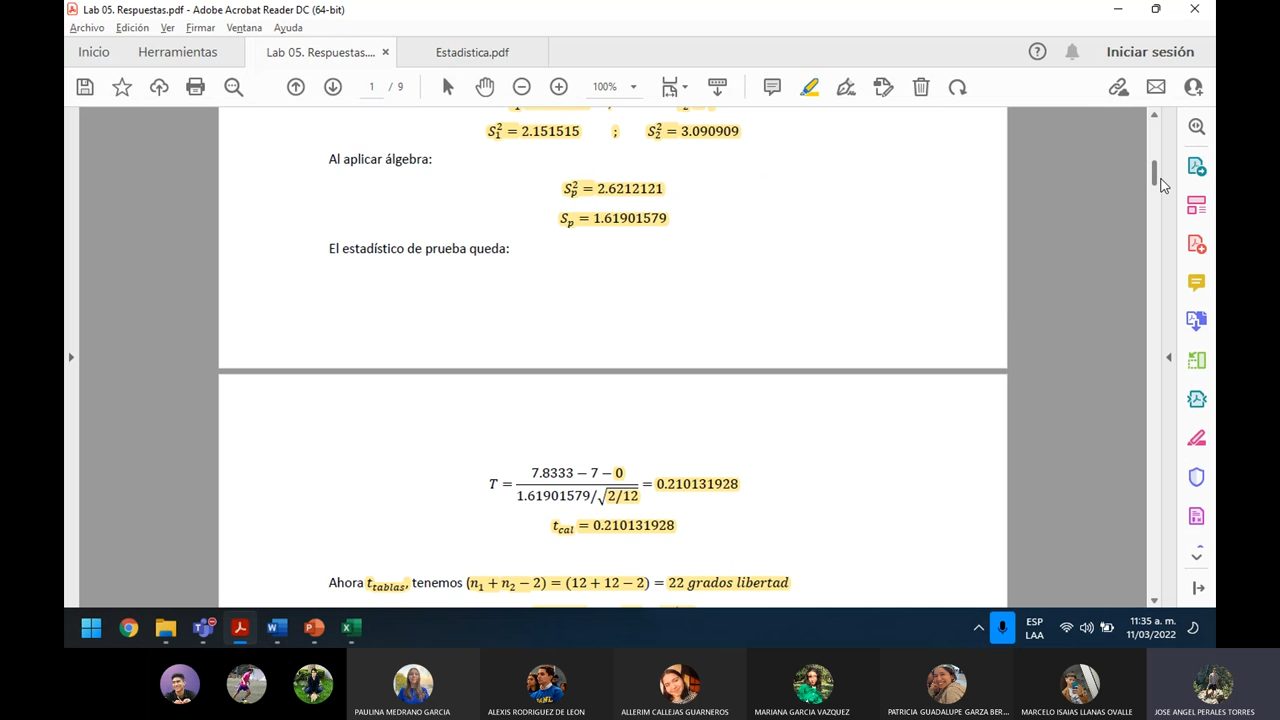 Lab 05. Respuestas.pdf - Adobe Acrobat Reader DC (64-bit)
Archivo Edición Ver Firmar Ventana Ayuda
Inicio Herramientas Lab 05. Respuestas.... × Estadistica.pdf Iniciar sesión
1 / 9 100%
S₁² = 2.151515 ; S₂² = 3.090909
Al aplicar álgebra:
Sₚ² = 2.6212121
Sₚ = 1.61901579
El estadístico de prueba queda:
T = (7.8333 − 7 − 0) / (1.61901579/√(2/12)) = 0.210131928
t_cal = 0.210131928
Ahora t_tablas, tenemos (n₁ + n₂ − 2) = (12 + 12 − 2) = 22 grados libertad
ESP
LAA
11:35 a. m.
11/03/2022
PAULINA MEDRANO GARCIA
ALEXIS RODRIGUEZ DE LEON
ALLERIM CALLEJAS GUARNEROS
MARIANA GARCIA VAZQUEZ
PATRICIA GUADALUPE GARZA BER...
MARCELO ISAIAS LLANAS OVALLE
JOSE ANGEL PERALES TORRES